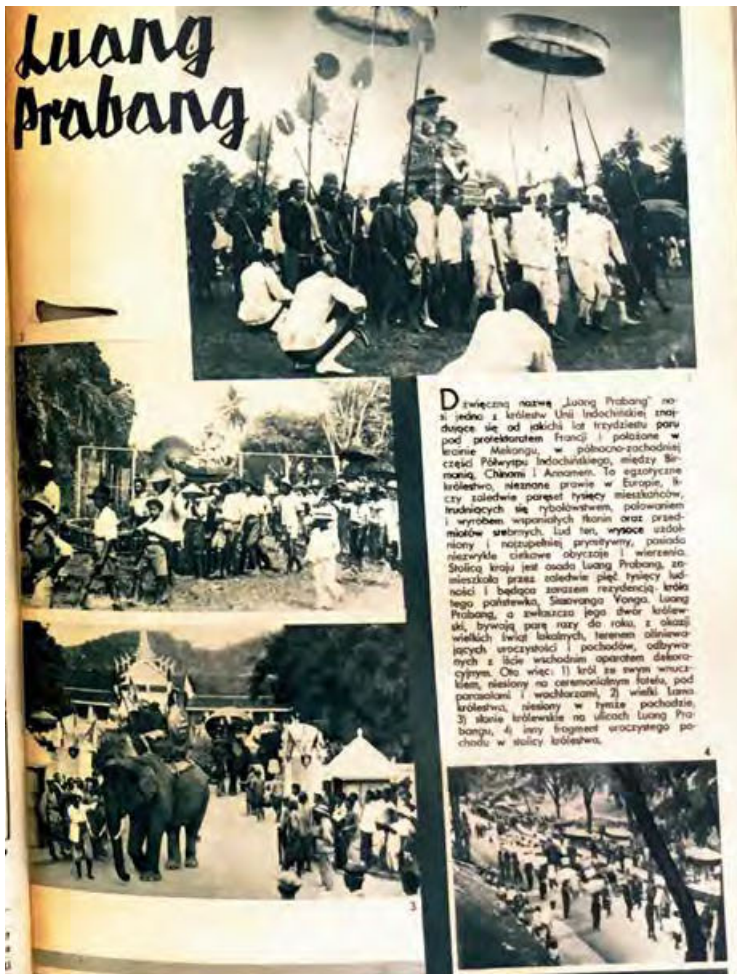 Luang
Prabang
Dźwięczną nazwę „Luang Prabang" no-
si jedno z królestw Unii Indochińskiej znaj-
dujące się od jakichś lat trzydziestu paru
pod protektoratem Francji i położone w
krainie Mekongu, w północno-zachodniej
części Półwyspu Indochińskiego, między Bir-
manią, Chinami i Annamem. To egzotyczne
królestwo, nieznane prawie w Europie, li-
czy zaledwie paręset tysięcy mieszkańców,
trudniących się rybołówstwem, polowaniem
i wyrobem wspaniałych tkanin oraz przed-
miotów srebrnych. Lud ten, wysoce uzdol-
niony i najzupełniej prymitywny, posiada
niezwykle ciekawe obyczaje i wierzenia.
Stolicą kraju jest osada Luang Prabang, za-
mieszkała przez zaledwie pięć tysięcy lud-
ności i będąca zarazem rezydencją króla
tego państewka, Sisavanga Vonga. Luang
Prabang, a zwłaszcza jego dwór królew-
ski, bywają parę razy do roku, z okazji
wielkich świąt lokalnych, terenem olśniewa-
jących uroczystości i pochodów, odbywa-
nych z iście wschodnim aparatem dekora-
cyjnym. Oto więc: 1) król ze swym wnucz-
kiem, niesiony na ceremonialnym fotelu, pod
parasolami i wachlarzami, 2) wielki Lama
królestwa, niesiony w tymże pochodzie,
3) słonie królewskie na ulicach Luang Pra-
bangu, 4) inny fragment uroczystego po-
chodu w stolicy królestwa.
2
3
4